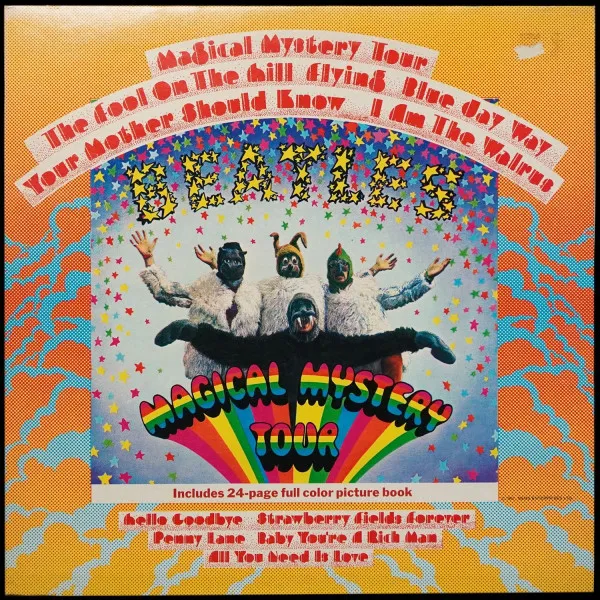 Magical Mystery Tour
The Fool On The Hill Flying Blue Jay Way
Your Mother Should Know I Am The Walrus
BEATLES
MAGICAL MYSTERY
TOUR
Includes 24-page full color picture book
Hello Goodbye Strawberry Fields Forever
Penny Lane Baby You're A Rich Man
All You Need Is Love